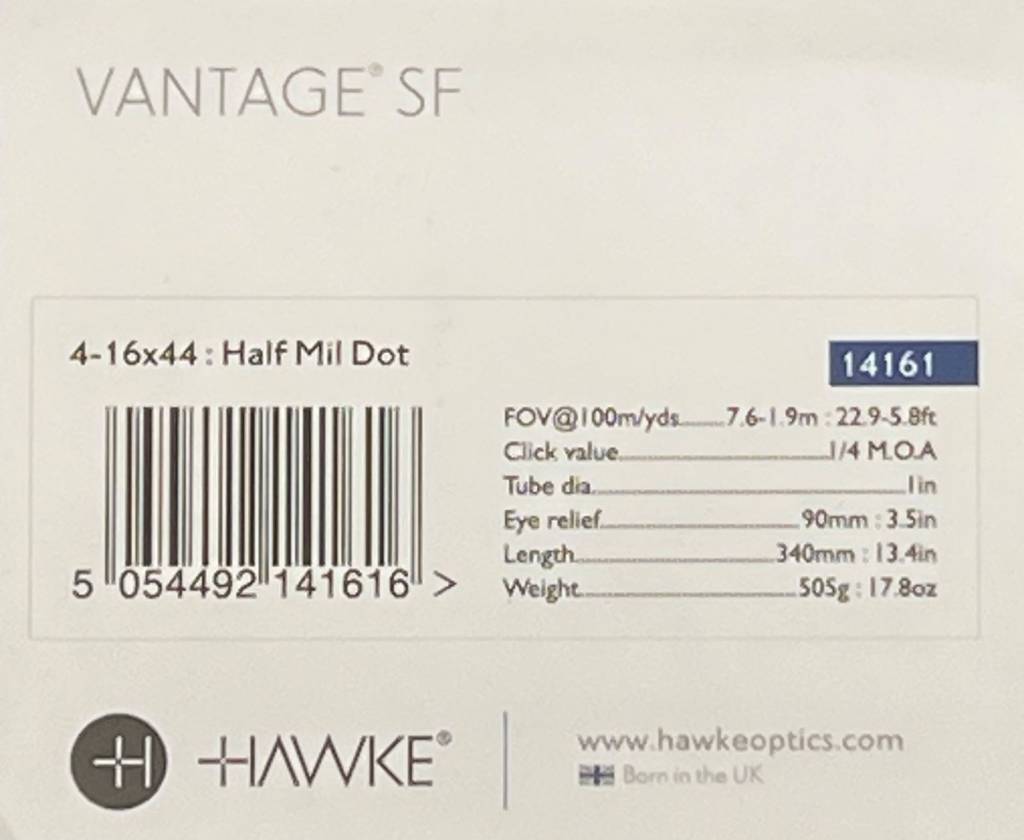 VANTAGE® SF
4-16x44 : Half Mil Dot
14161
FOV@100m/yds......7.6-1.9m : 22.9-5.8ft
Click value......1/4 M.O.A
Tube dia......1in
Eye relief......90mm : 3.5in
Length......340mm : 13.4in
Weight......505g : 17.8oz
5 054492 141616 >
HAWKE®
www.hawkeoptics.com
Born in the UK